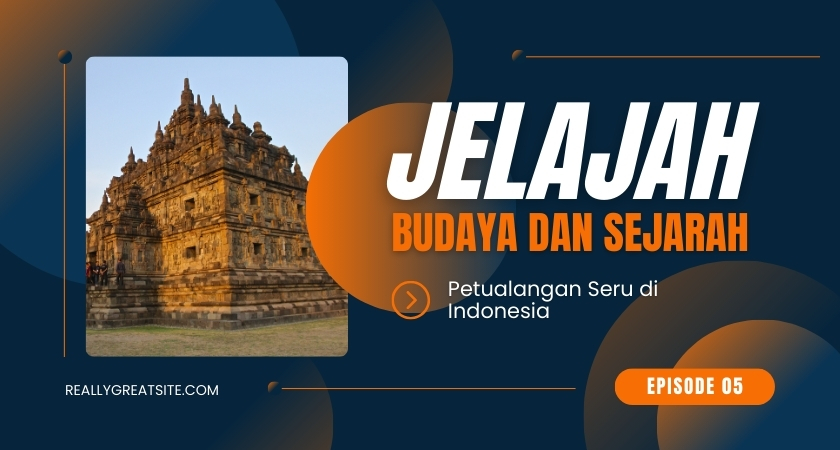 JELAJAH
BUDAYA DAN SEJARAH
Petualangan Seru di
Indonesia
REALLYGREATSITE.COM
EPISODE 05